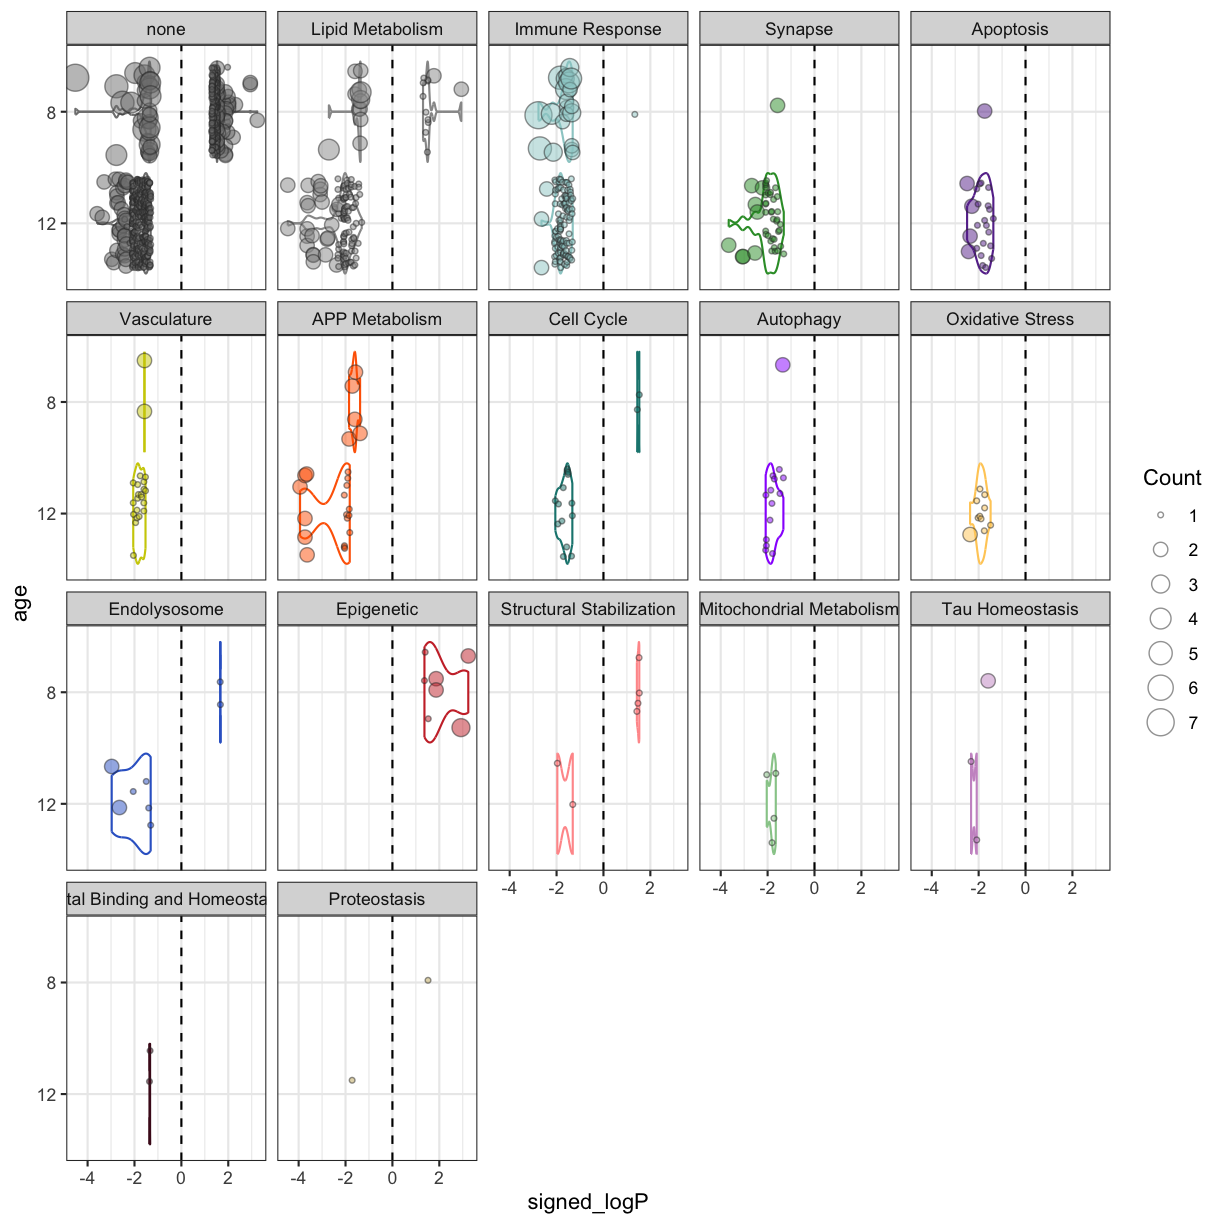 none
Lipid Metabolism
Immune Response
Synapse
Apoptosis
8
12
Vasculature
APP Metabolism
Cell Cycle
Autophagy
Oxidative Stress
8
12
Endolysosome
Epigenetic
Structural Stabilization
Mitochondrial Metabolism
Tau Homeostasis
8
12
-4 -2 0 2
-4 -2 0 2
-4 -2 0 2
tal Binding and Homeosta
Proteostasis
8
12
-4 -2 0 2
-4 -2 0 2
signed_logP
age
Count
1
2
3
4
5
6
7